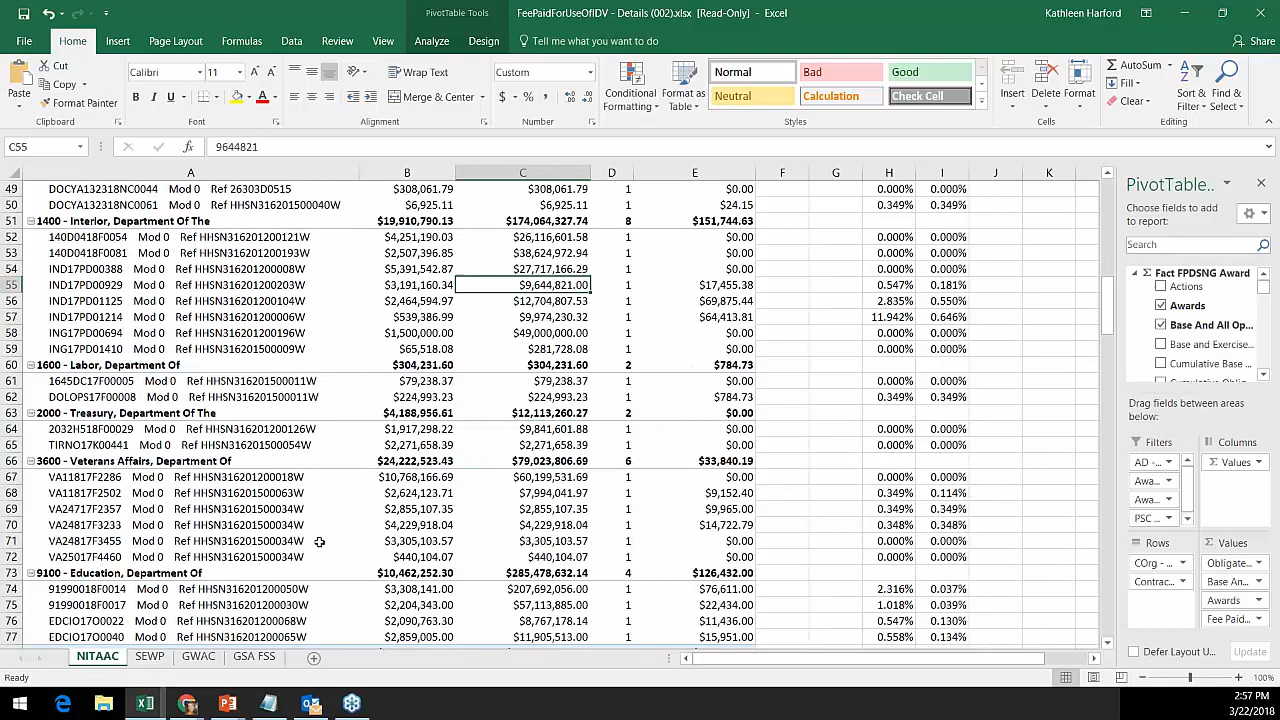 PivotTable Tools
FeePaidForUseOfIDV - Details (002).xlsx [Read-Only] - Excel
Kathleen Harford
File Home Insert Page Layout Formulas Data Review View Analyze Design Tell me what you want to do Share
Paste Cut Copy Format Painter
Calibri 11
B I U
Wrap Text
Merge & Center
Custom
$ % ,
Conditional Formatting
Format as Table
Normal Bad Good
Neutral Calculation Check Cell
Insert Delete Format
AutoSum
Fill
Clear
Sort & Filter
Find & Select
Clipboard Font Alignment Number Styles Cells Editing
C55 fx 9644821
A B C D E F G H I J K
49 DOCYA132318NC0044 Mod 0 Ref 26303D0515 $308,061.79 $308,061.79 1 $0.00 0.000% 0.000%
50 DOCYA132318NC0061 Mod 0 Ref HHSN316201500040W $6,925.11 $6,925.11 1 $24.15 0.349% 0.349%
51 1400 - Interior, Department Of The $19,910,790.13 $174,064,327.74 8 $151,744.63
52 140D0418F0054 Mod 0 Ref HHSN316201200121W $4,251,190.03 $26,116,601.58 1 $0.00 0.000% 0.000%
53 140D0418F0081 Mod 0 Ref HHSN316201200193W $2,507,396.85 $38,624,972.94 1 $0.00 0.000% 0.000%
54 IND17PD00388 Mod 0 Ref HHSN316201200008W $5,391,542.87 $27,717,166.29 1 $0.00 0.000% 0.000%
55 IND17PD00929 Mod 0 Ref HHSN316201200203W $3,191,160.34 $9,644,821.00 1 $17,455.38 0.547% 0.181%
56 IND17PD01125 Mod 0 Ref HHSN316201200104W $2,464,594.97 $12,704,807.53 1 $69,875.44 2.835% 0.550%
57 IND17PD01214 Mod 0 Ref HHSN316201200006W $539,386.99 $9,974,230.32 1 $64,413.81 11.942% 0.646%
58 ING17PD00694 Mod 0 Ref HHSN316201200196W $1,500,000.00 $49,000,000.00 1 $0.00 0.000% 0.000%
59 ING17PD01410 Mod 0 Ref HHSN316201500009W $65,518.08 $281,728.08 1 $0.00 0.000% 0.000%
60 1600 - Labor, Department Of $304,231.60 $304,231.60 2 $784.73
61 1645DC17F00005 Mod 0 Ref HHSN316201500011W $79,238.37 $79,238.37 1 $0.00 0.000% 0.000%
62 DOLOPS17F00008 Mod 0 Ref HHSN316201500011W $224,993.23 $224,993.23 1 $784.73 0.349% 0.349%
63 2000 - Treasury, Department Of The $4,188,956.61 $12,113,260.27 2 $0.00
64 2032H518F00029 Mod 0 Ref HHSN316201200126W $1,917,298.22 $9,841,601.88 1 $0.00 0.000% 0.000%
65 TIRNO17K00441 Mod 0 Ref HHSN316201500054W $2,271,658.39 $2,271,658.39 1 $0.00 0.000% 0.000%
66 3600 - Veterans Affairs, Department Of $24,222,523.43 $79,023,806.69 6 $33,840.19
67 VA11817F2286 Mod 0 Ref HHSN316201200018W $10,768,166.69 $60,199,531.69 1 $0.00 0.000% 0.000%
68 VA11817F2502 Mod 0 Ref HHSN316201500063W $2,624,123.71 $7,994,041.97 1 $9,152.40 0.349% 0.114%
69 VA24717F2357 Mod 0 Ref HHSN316201500034W $2,855,107.35 $2,855,107.35 1 $9,965.00 0.349% 0.349%
70 VA24817F3233 Mod 0 Ref HHSN316201500034W $4,229,918.04 $4,229,918.04 1 $14,722.79 0.348% 0.348%
71 VA24817F3455 Mod 0 Ref HHSN316201500034W $3,305,103.57 $3,305,103.57 1 $0.00 0.000% 0.000%
72 VA25017F4460 Mod 0 Ref HHSN316201500034W $440,104.07 $440,104.07 1 $0.00 0.000% 0.000%
73 9100 - Education, Department Of $10,462,252.30 $285,478,632.14 4 $126,432.00
74 91990018F0014 Mod 0 Ref HHSN316201200050W $3,308,141.00 $207,692,056.00 1 $76,611.00 2.316% 0.037%
75 91990018F0017 Mod 0 Ref HHSN316201200030W $2,204,343.00 $57,113,885.00 1 $22,434.00 1.018% 0.039%
76 EDCIO17O0022 Mod 0 Ref HHSN316201200068W $2,090,763.30 $8,767,178.14 1 $11,436.00 0.547% 0.130%
77 EDCIO17O0040 Mod 0 Ref HHSN316201200065W $2,859,005.00 $11,905,513.00 1 $15,951.00 0.558% 0.134%
PivotTable...
Choose fields to add to report:
Search
Σ Fact FPDSNG Award
Actions
Awards
Base And All Op...
Base and Exercise...
Cumulative Base...
Drag fields between areas below:
Filters Columns
AD -... Σ Values
Awa...
Awa...
PSC ...
Rows Σ Values
COrg -... Obligate...
Contrac... Base An...
Awards
Fee Paid...
Defer Layout U... Update
NITAAC SEWP GWAC GSA FSS
Ready 100%
2:57 PM
3/22/2018